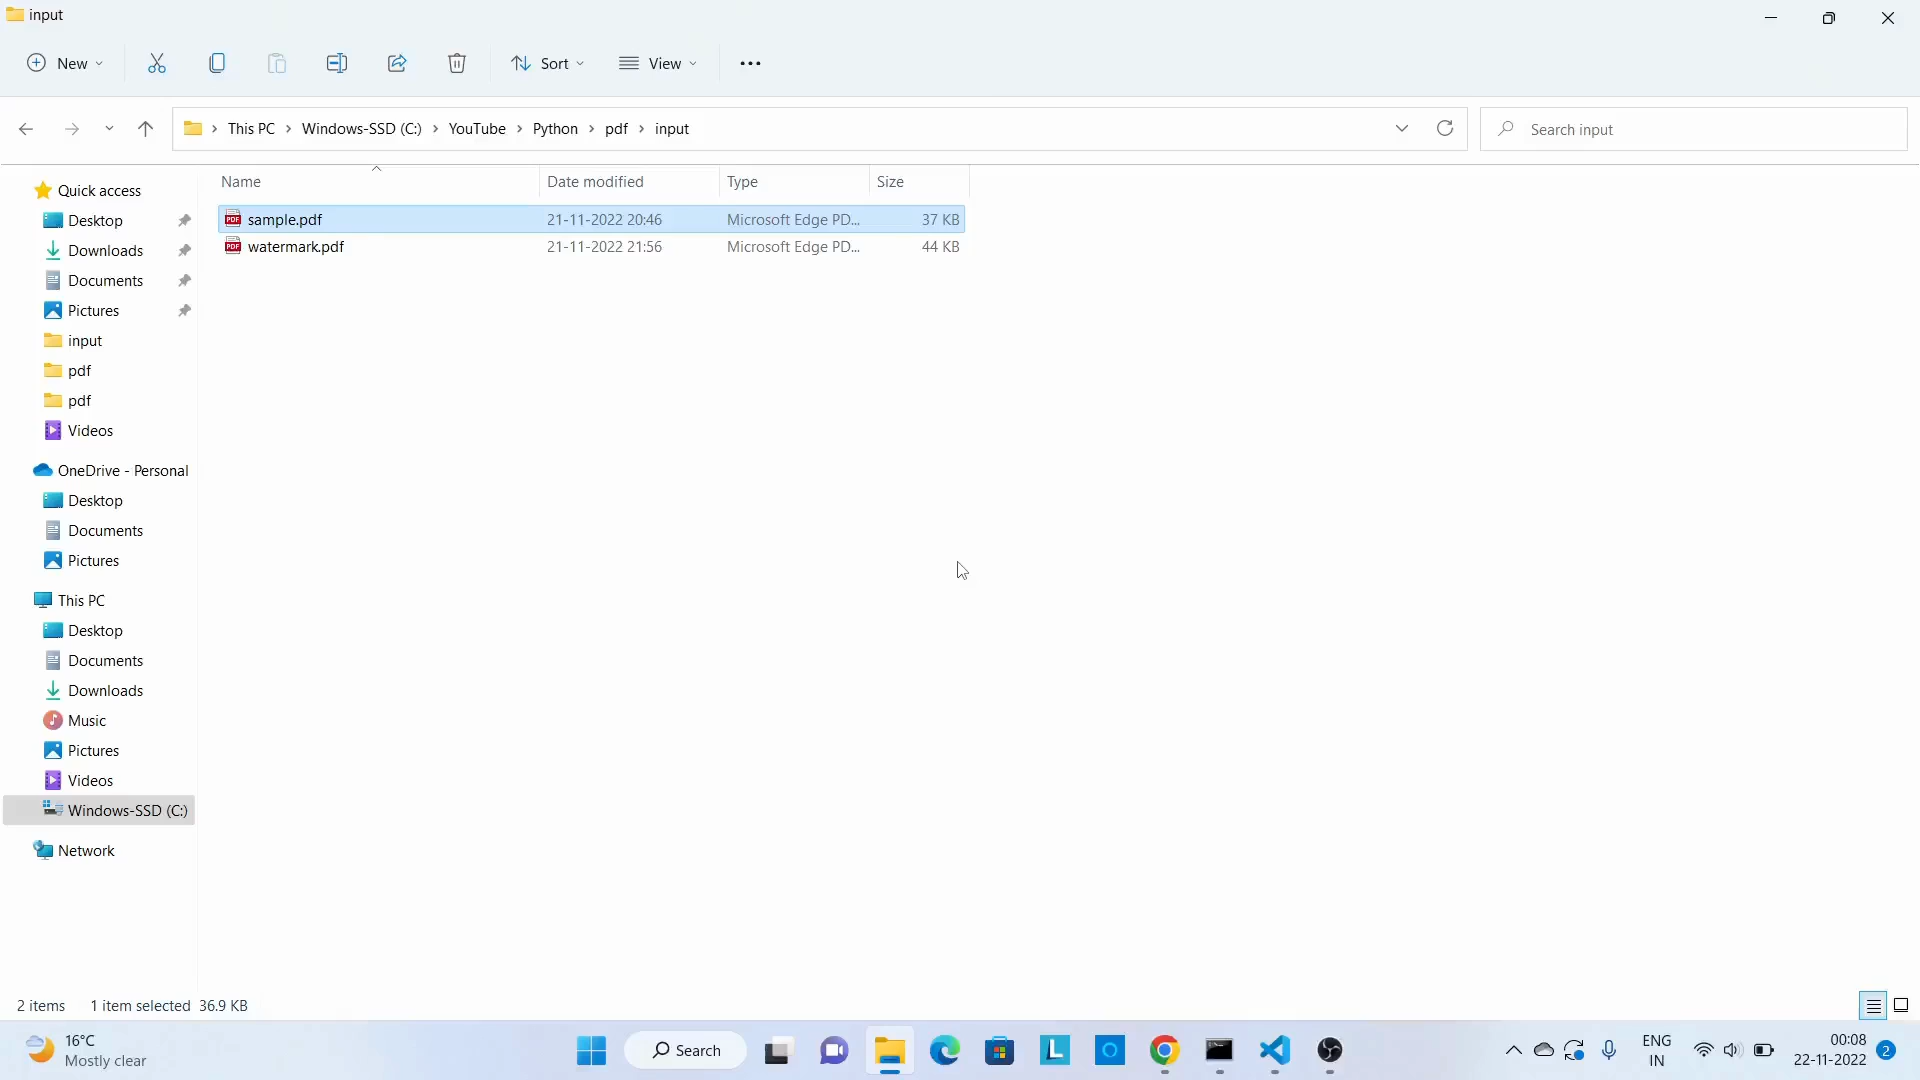 input
New
Sort
View
This PC
Windows-SSD (C:)
YouTube
Python
pdf
input
Search input
Name
Date modified
Type
Size
sample.pdf 21-11-2022 20:46 Microsoft Edge PD... 37 KB
watermark.pdf 21-11-2022 21:56 Microsoft Edge PD... 44 KB
Quick access
Desktop
Downloads
Documents
Pictures
input
pdf
pdf
Videos
OneDrive - Personal
Desktop
Documents
Pictures
This PC
Desktop
Documents
Downloads
Music
Pictures
Videos
Windows-SSD (C:)
Network
2 items 1 item selected 36.9 KB
16°C
Mostly clear
Search
ENG
IN
00:08
22-11-2022
2